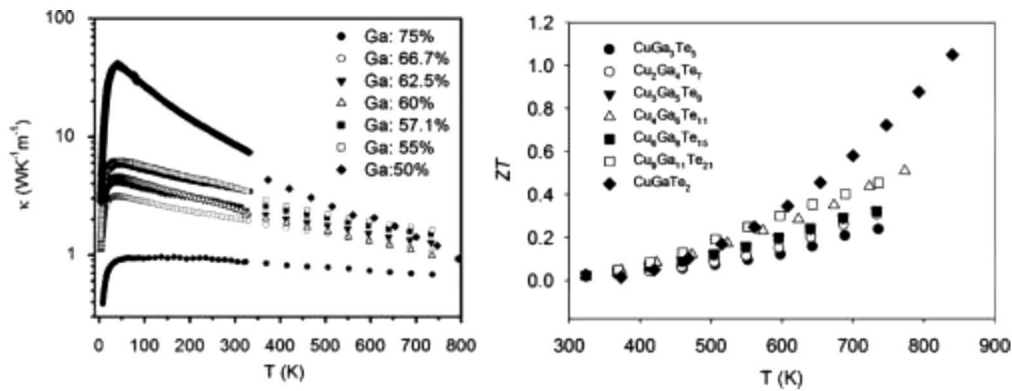 100
10
1
κ (WK⁻¹m⁻¹)
0 100 200 300 400 500 600 700 800
T (K)
Ga: 75%
Ga: 66.7%
Ga: 62.5%
Ga: 60%
Ga: 57.1%
Ga: 55%
Ga:50%
1.2
1.0
0.8
0.6
0.4
0.2
0.0
ZT
300 400 500 600 700 800 900
T (K)
CuGa₃Te₅
Cu₂Ga₄Te₇
Cu₃Ga₅Te₉
Cu₄Ga₆Te₁₁
Cu₆Ga₈Te₁₅
Cu₉Ga₁₁Te₂₁
CuGaTe₂